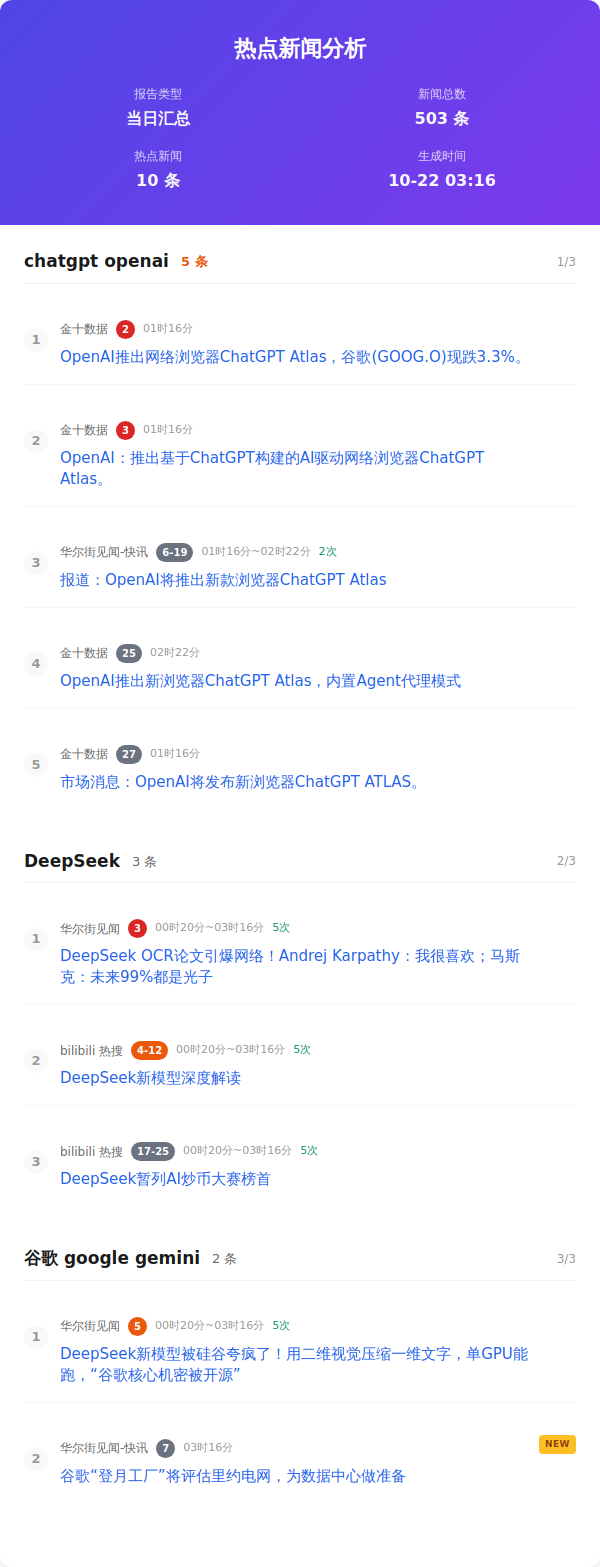 热点新闻分析
报告类型
新闻总数
当日汇总
503 条
热点新闻
生成时间
10 条
10-22 03:16
chatgpt openai 5 条 1/3
1
金十数据 2 01时16分
OpenAI推出网络浏览器ChatGPT Atlas，谷歌(GOOG.O)现跌3.3%。
2
金十数据 3 01时16分
OpenAI：推出基于ChatGPT构建的AI驱动网络浏览器ChatGPT
Atlas。
3
华尔街见闻-快讯 6-19 01时16分~02时22分 2次
报道：OpenAI将推出新款浏览器ChatGPT Atlas
4
金十数据 25 02时22分
OpenAI推出新浏览器ChatGPT Atlas，内置Agent代理模式
5
金十数据 27 01时16分
市场消息：OpenAI将发布新浏览器ChatGPT ATLAS。
DeepSeek 3 条 2/3
1
华尔街见闻 3 00时20分~03时16分 5次
DeepSeek OCR论文引爆网络！Andrej Karpathy：我很喜欢；马斯
克：未来99%都是光子
2
bilibili 热搜 4-12 00时20分~03时16分 5次
DeepSeek新模型深度解读
3
bilibili 热搜 17-25 00时20分~03时16分 5次
DeepSeek暂列AI炒币大赛榜首
谷歌 google gemini 2 条 3/3
1
华尔街见闻 5 00时20分~03时16分 5次
DeepSeek新模型被硅谷夸疯了！用二维视觉压缩一维文字，单GPU能
跑，“谷歌核心机密被开源”
2
华尔街见闻-快讯 7 03时16分 NEW
谷歌“登月工厂”将评估里约电网，为数据中心做准备